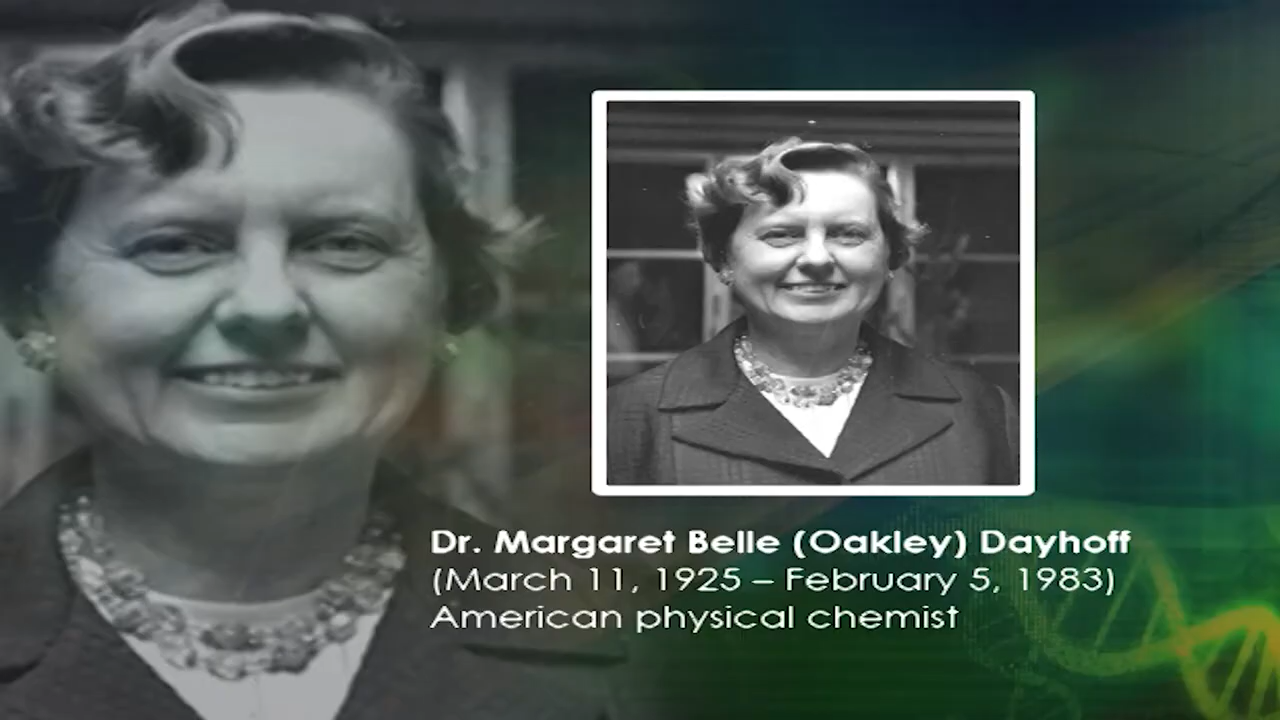 Dr. Margaret Belle (Oakley) Dayhoff
(March 11, 1925 – February 5, 1983)
American physical chemist